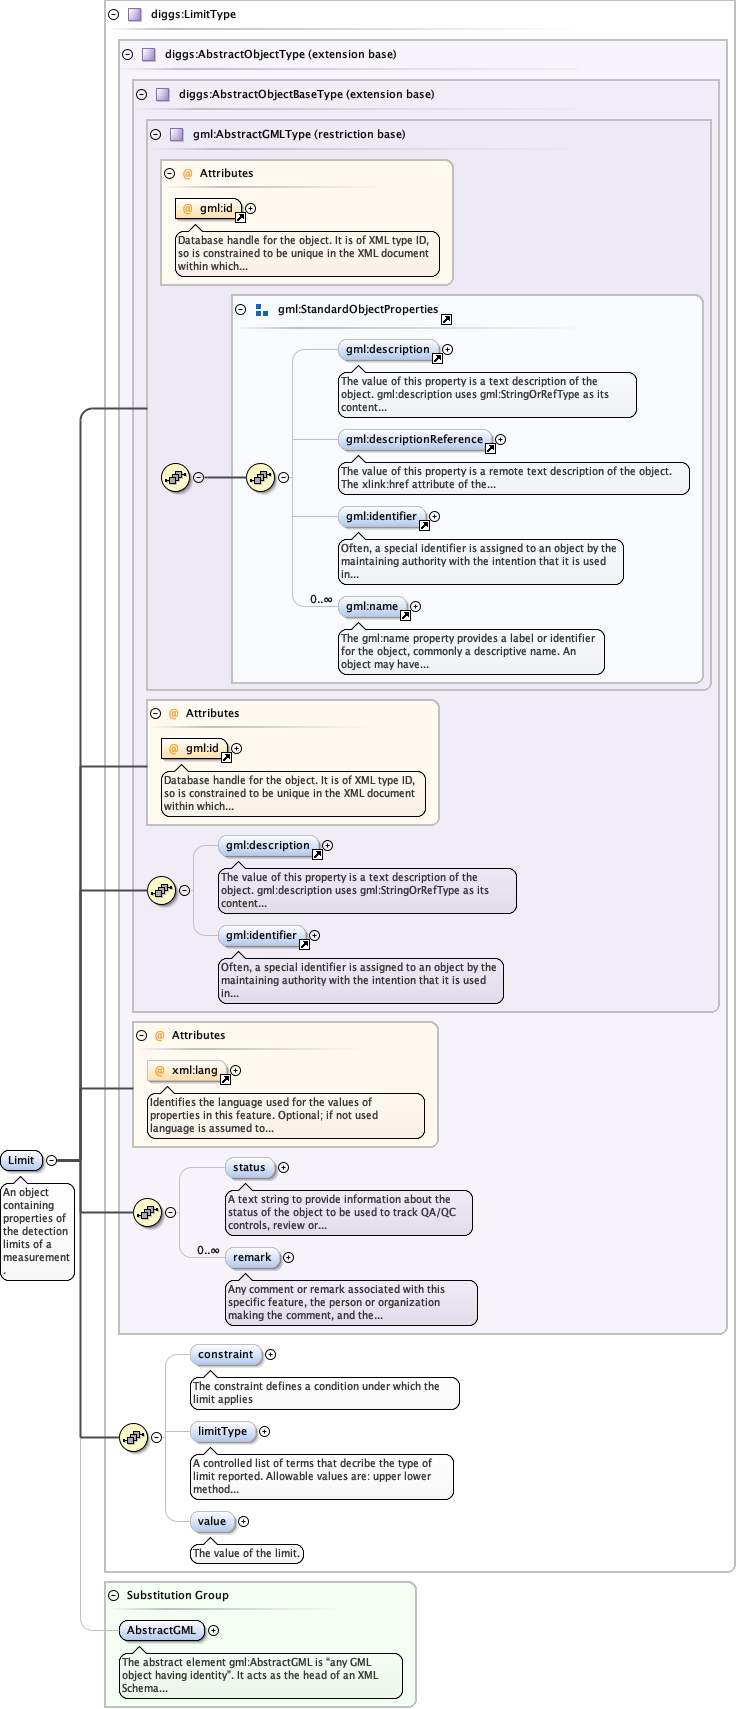 diggs:LimitType
diggs:AbstractObjectType (extension base)
diggs:AbstractObjectBaseType (extension base)
gml:AbstractGMLType (restriction base)
@ Attributes
@ gml:id
Database handle for the object. It is of XML type ID,
so is constrained to be unique in the XML document
within which...
gml:StandardObjectProperties
gml:description
The value of this property is a text description of the
object. gml:description uses gml:StringOrRefType as its
content...
gml:descriptionReference
The value of this property is a remote text description of the object.
The xlink:href attribute of the...
gml:identifier
Often, a special identifier is assigned to an object by the
maintaining authority with the intention that it is used
in...
0..∞
gml:name
The gml:name property provides a label or identifier
for the object, commonly a descriptive name. An
object may have...
@ Attributes
@ gml:id
Database handle for the object. It is of XML type ID,
so is constrained to be unique in the XML document
within which...
gml:description
The value of this property is a text description of the
object. gml:description uses gml:StringOrRefType as its
content...
gml:identifier
Often, a special identifier is assigned to an object by the
maintaining authority with the intention that it is used
in...
@ Attributes
@ xml:lang
Identifies the language used for the values of
properties in this feature. Optional; if not used
language is assumed to...
Limit
An object
containing
properties of
the detection
limits of a
measurement
.
status
A text string to provide information about the
status of the object to be used to track QA/QC
controls, review or...
0..∞
remark
Any comment or remark associated with this
specific feature, the person or organization
making the comment, and the...
constraint
The constraint defines a condition under which the
limit applies
limitType
A controlled list of terms that decribe the type of
limit reported. Allowable values are: upper lower
method...
value
The value of the limit.
Substitution Group
AbstractGML
The abstract element gml:AbstractGML is “any GML
object having identity”. It acts as the head of an XML
Schema...